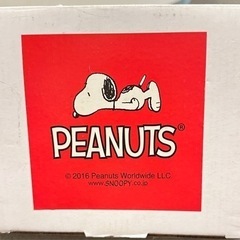 PEANUTS®
© 2016 Peanuts Worldwide LLC.
www.SNOOPY.co.jp